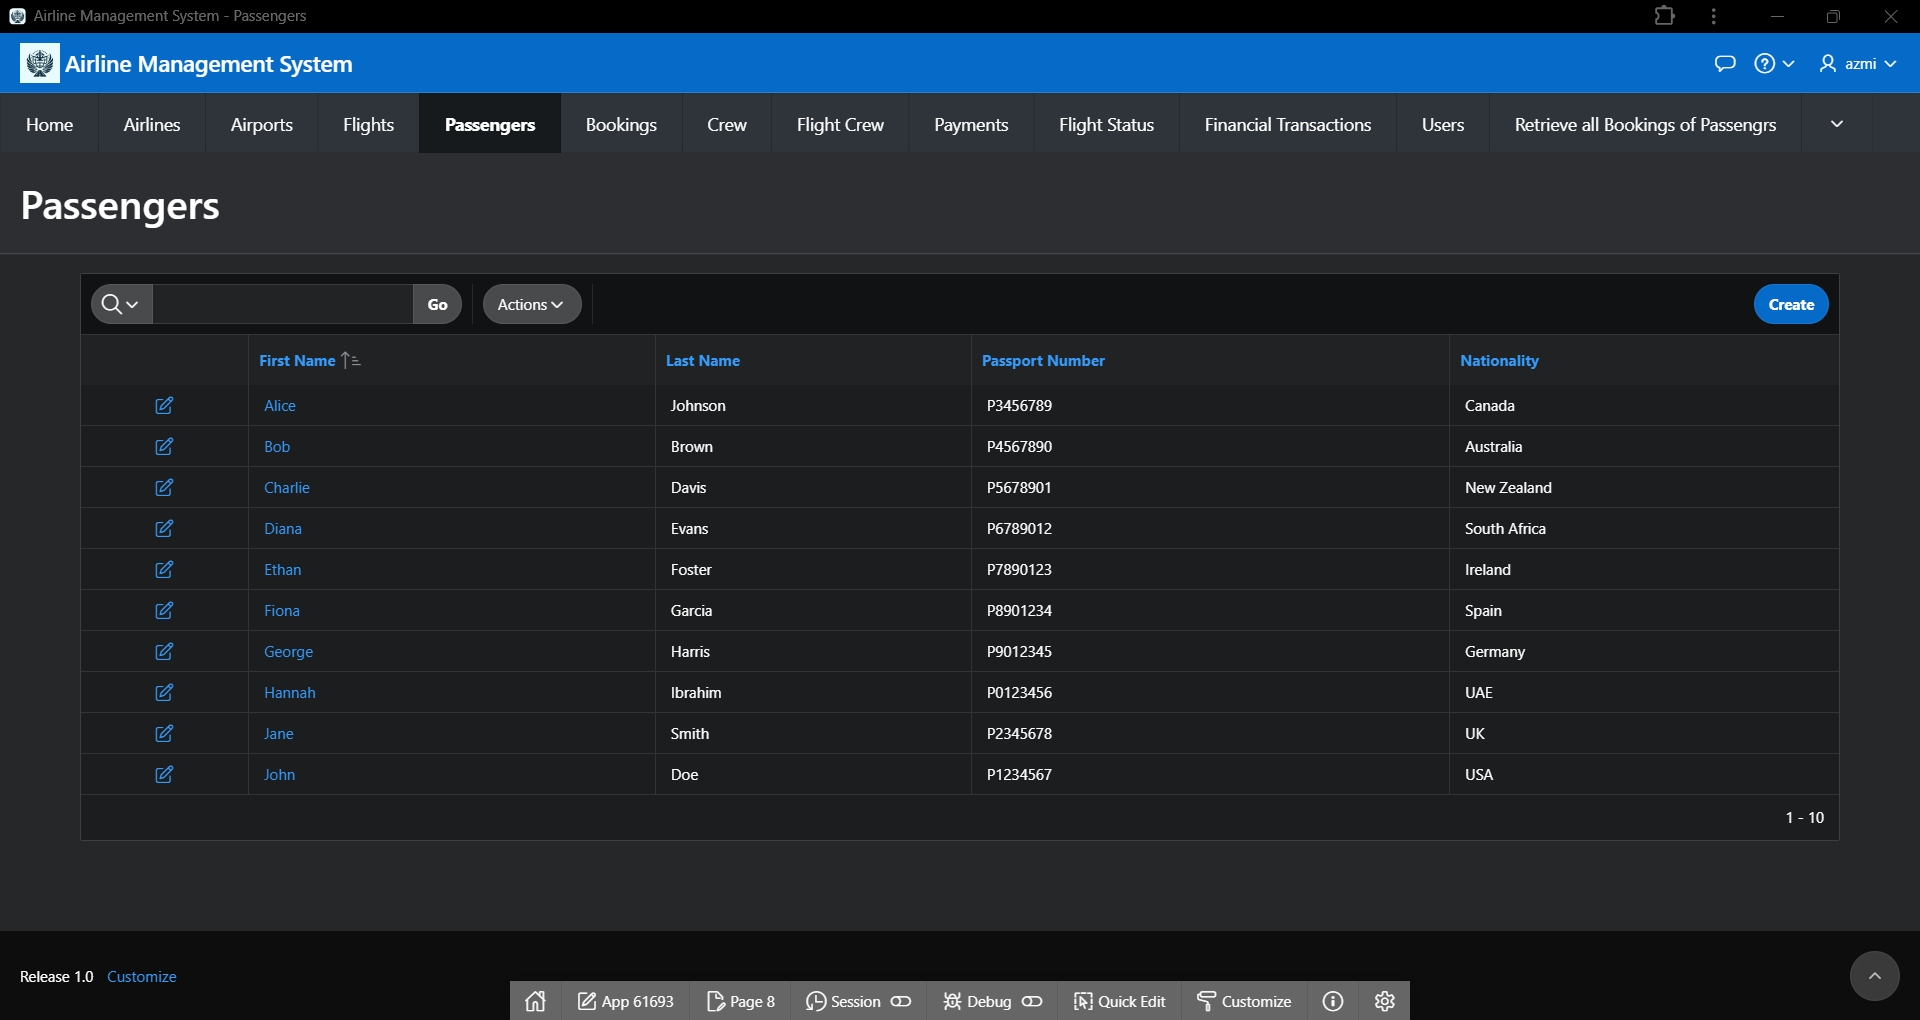 Airline Management System - Passengers
Airline Management System
azmi
Home Airlines Airports Flights Passengers Bookings Crew Flight Crew Payments Flight Status Financial Transactions Users Retrieve all Bookings of Passengrs
Passengers
Go Actions Create
First Name Last Name Passport Number Nationality
Alice Johnson P3456789 Canada
Bob Brown P4567890 Australia
Charlie Davis P5678901 New Zealand
Diana Evans P6789012 South Africa
Ethan Foster P7890123 Ireland
Fiona Garcia P8901234 Spain
George Harris P9012345 Germany
Hannah Ibrahim P0123456 UAE
Jane Smith P2345678 UK
John Doe P1234567 USA
1 - 10
Release 1.0 Customize
App 61693 Page 8 Session Debug Quick Edit Customize